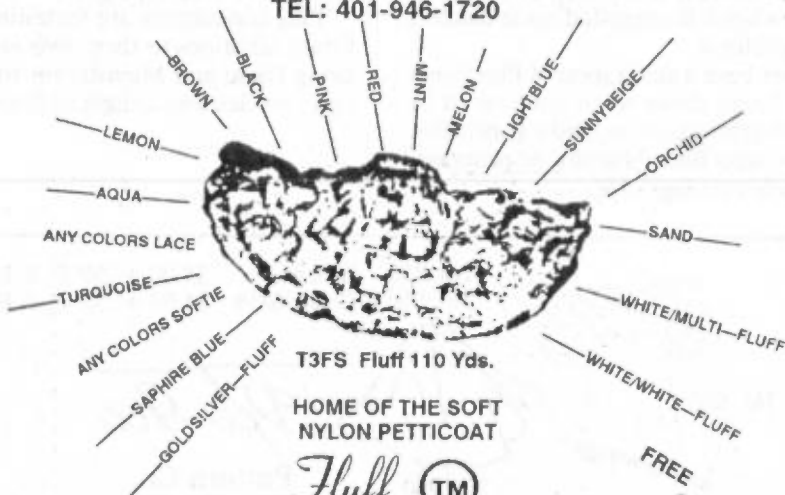 TEL: 401-946-1720
LEMON
BROWN
BLACK
PINK
RED
MINT
MELON
LIGHTBLUE
SUNNYBEIGE
ORCHID
AQUA
SAND
ANY COLORS LACE
TURQUOISE
ANY COLORS SOFTIE
SAPHIRE BLUE
GOLDSILVER—FLUFF
WHITE/MULTI—FLUFF
WHITE/WHITE—FLUFF
T3FS Fluff 110 Yds.
HOME OF THE SOFT
NYLON PETTICOAT
Fluff TM
FREE